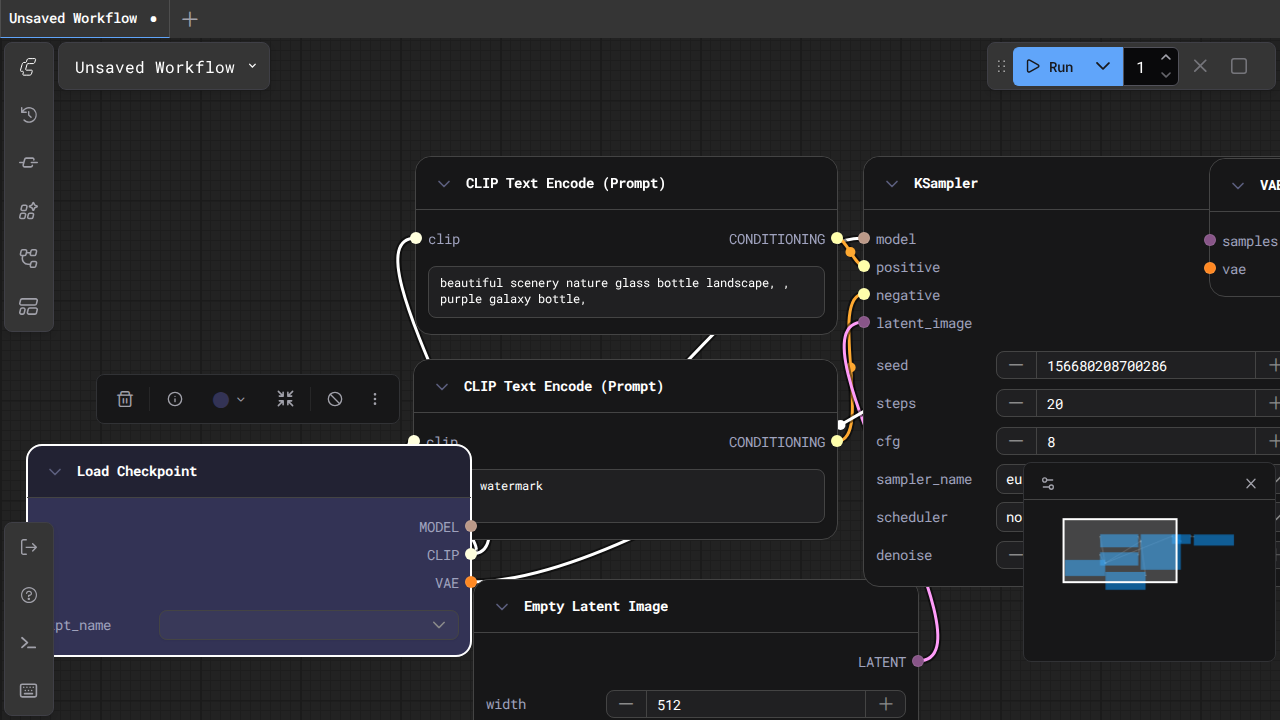 Unsaved Workflow
Unsaved Workflow
Run
1
CLIP Text Encode (Prompt)
clip
CONDITIONING
beautiful scenery nature glass bottle landscape, ,
purple galaxy bottle,
KSampler
model
positive
negative
latent_image
seed
156680208700286
steps
20
cfg
8
sampler_name
eu
scheduler
no
denoise
VAE
samples
vae
CLIP Text Encode (Prompt)
clip
CONDITIONING
watermark
Load Checkpoint
MODEL
CLIP
VAE
pt_name
Empty Latent Image
LATENT
width
512